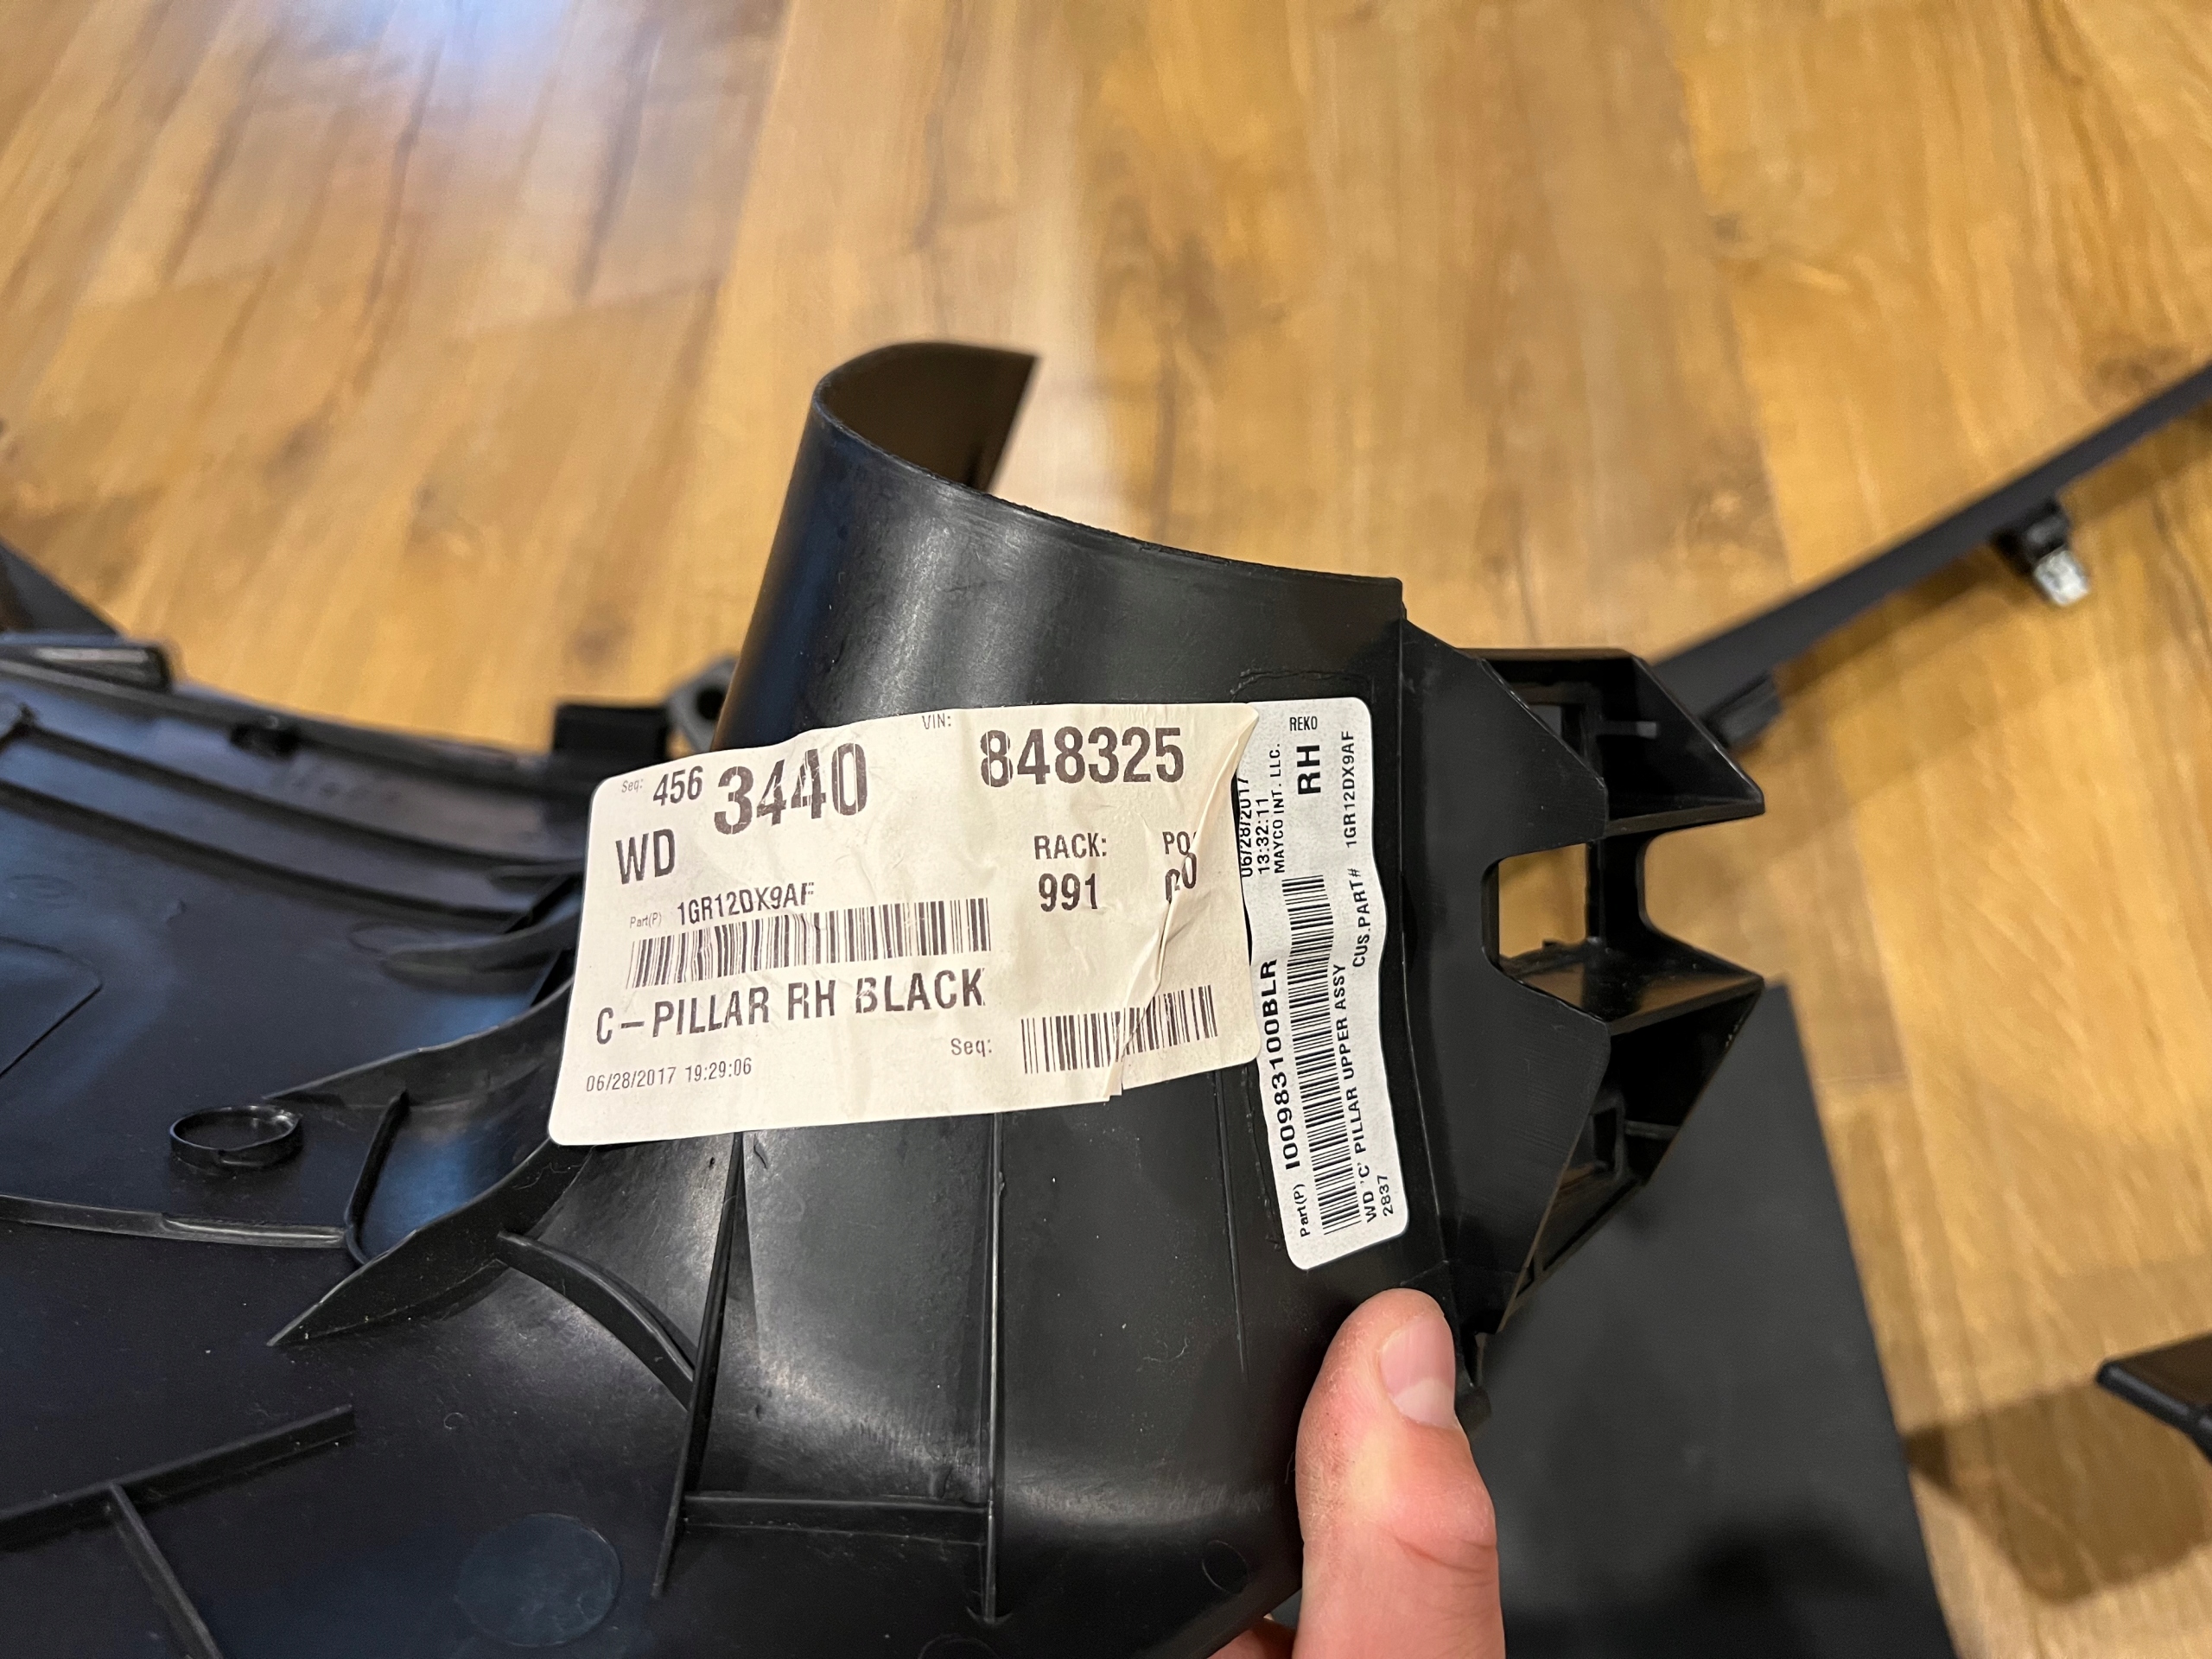 Seq: 456 3440 VIN: 848325
WD
RACK:
991
Part(P) 1GR12DX9AF
C-PILLAR RH BLACK
Seq:
06/28/2017 19:29:06
REKO
RH
06/28/2017
13:32:11
MAYCO INT. LLC.
Part(P) I00983100BLR
WD 'C' PILLAR UPPER ASSY
CUS.PART# 1GR12DX9AF
2837